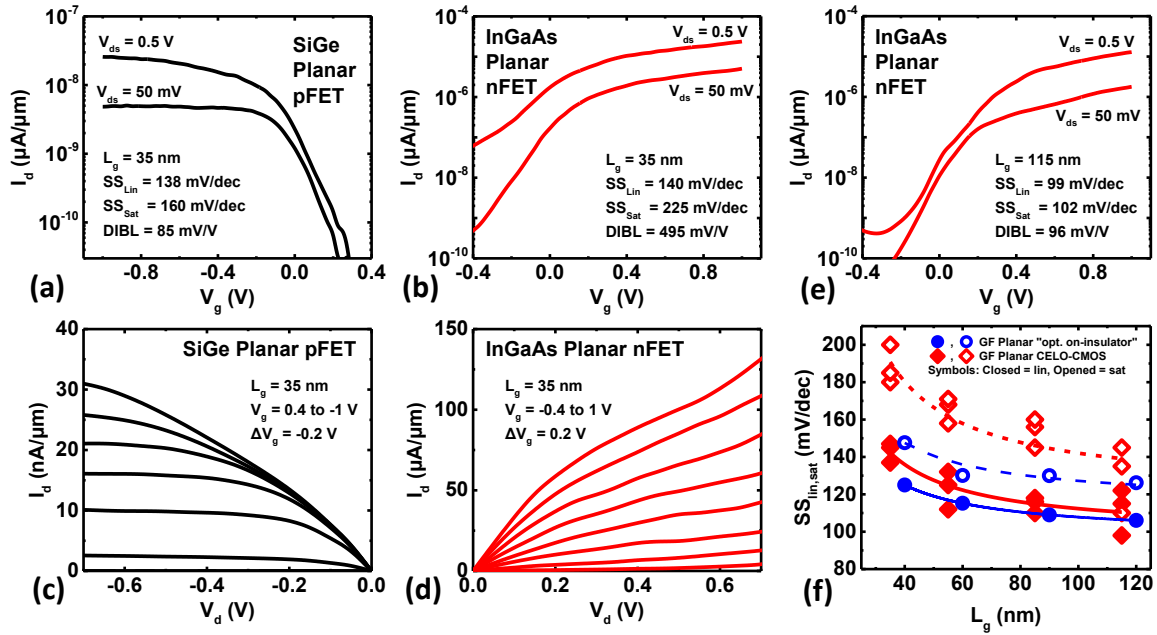 V_ds = 0.5 V
SiGe
Planar
pFET
V_ds = 50 mV
L_g = 35 nm
SS_Lin = 138 mV/dec
SS_Sat = 160 mV/dec
DIBL = 85 mV/V
10^-7
10^-8
10^-9
10^-10
I_d (µA/µm)
-0.8 -0.4 0.0 0.4
V_g (V)
(a)
InGaAs
Planar
nFET
V_ds = 0.5 V
V_ds = 50 mV
L_g = 35 nm
SS_Lin = 140 mV/dec
SS_Sat = 225 mV/dec
DIBL = 495 mV/V
10^-4
10^-6
10^-8
10^-10
I_d (µA/µm)
-0.4 0.0 0.4 0.8
V_g (V)
(b)
InGaAs
Planar
nFET
V_ds = 0.5 V
V_ds = 50 mV
L_g = 115 nm
SS_Lin = 99 mV/dec
SS_Sat = 102 mV/dec
DIBL = 96 mV/V
10^-4
10^-6
10^-8
10^-10
I_d (µA/µm)
-0.4 0.0 0.4 0.8
V_g (V)
(e)
SiGe Planar pFET
L_g = 35 nm
V_g = 0.4 to -1 V
ΔV_g = -0.2 V
40
30
20
10
0
I_d (nA/µm)
-0.6 -0.4 -0.2 0.0
V_d (V)
(c)
InGaAs Planar nFET
L_g = 35 nm
V_g = -0.4 to 1 V
ΔV_g = 0.2 V
150
100
50
0
I_d (µA/µm)
0.0 0.2 0.4 0.6
V_d (V)
(d)
, GF Planar "opt. on-insulator"
, GF Planar CELO-CMOS
Symbols: Closed = lin, Opened = sat
200
180
160
140
120
100
80
SS_lin,sat (mV/dec)
40 60 80 100 120
L_g (nm)
(f)